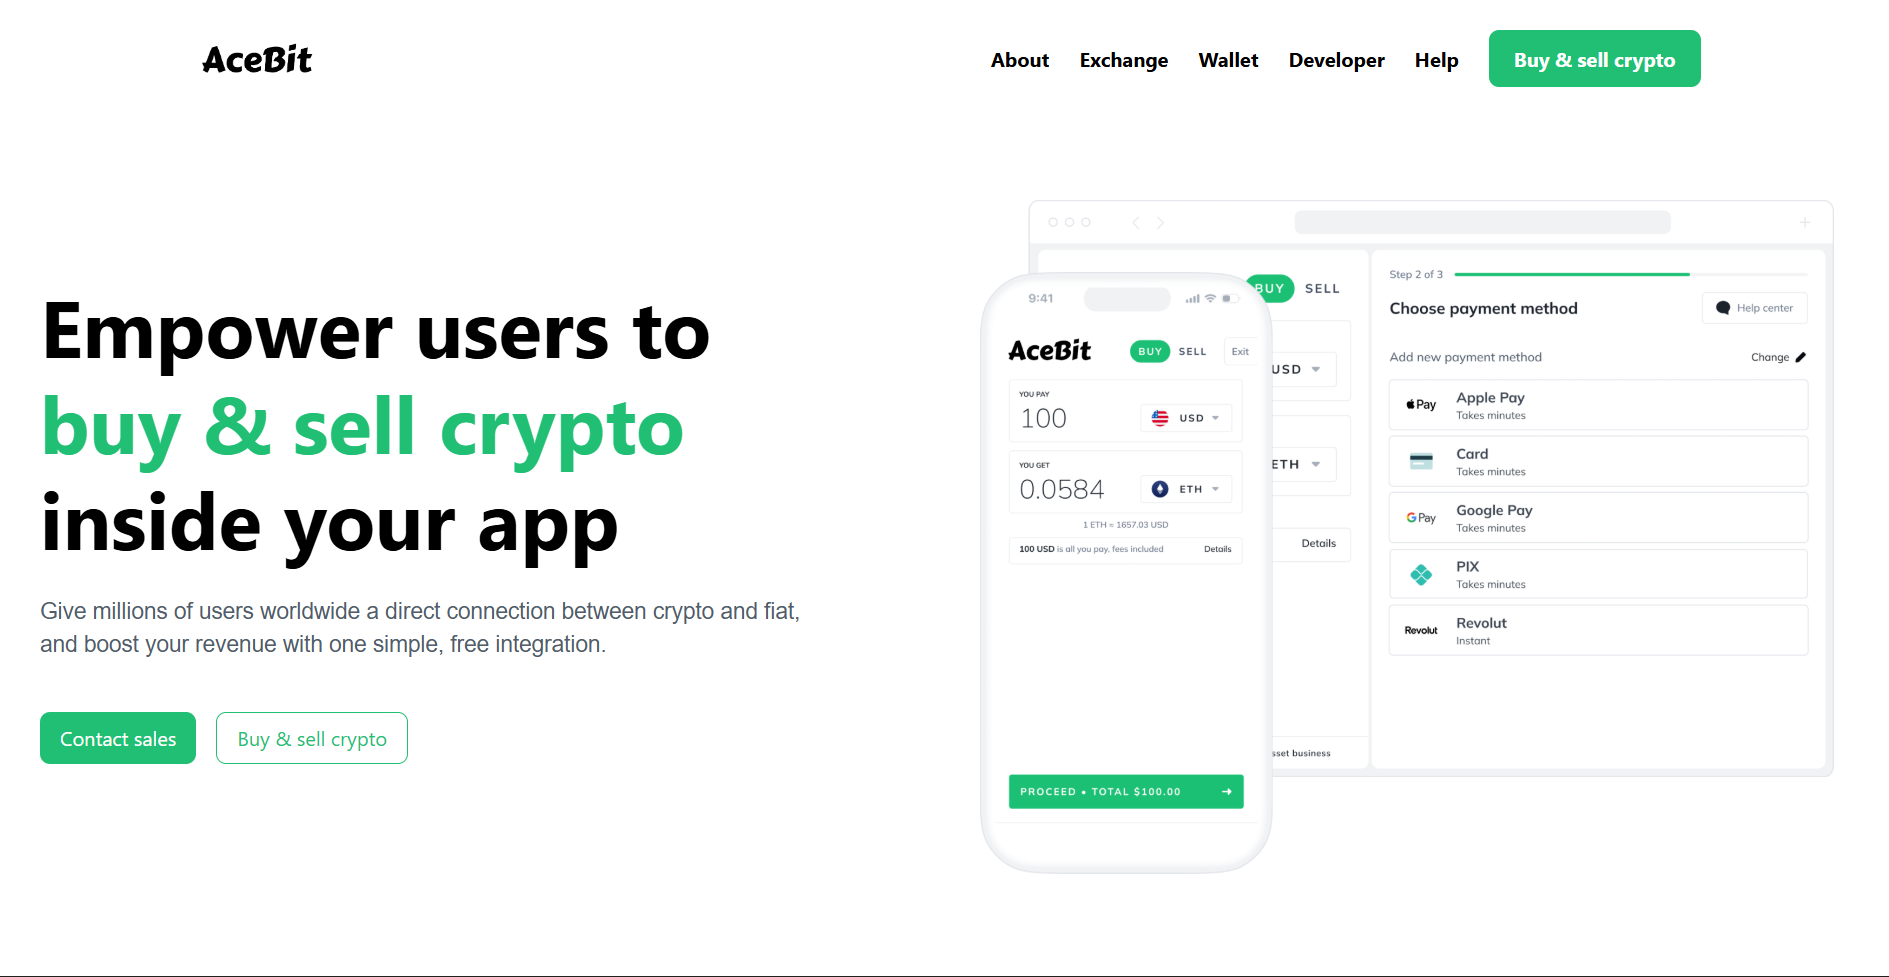 AceBit
About Exchange Wallet Developer Help Buy & sell crypto
Empower users to
buy & sell crypto
inside your app
Give millions of users worldwide a direct connection between crypto and fiat,
and boost your revenue with one simple, free integration.
Contact sales Buy & sell crypto
9:41
AceBit BUY SELL Exit
YOU PAY
100 USD
YOU GET
0.0584 ETH
1 ETH ≈ 1657.03 USD
100 USD is all you pay, fees included Details
PROCEED • TOTAL $100.00
BUY SELL
USD
ETH
Details
sset business
Step 2 of 3
Choose payment method Help center
Add new payment method Change
Pay Apple Pay
Takes minutes
Card
Takes minutes
G Pay Google Pay
Takes minutes
PIX
Takes minutes
Revolut Revolut
Instant